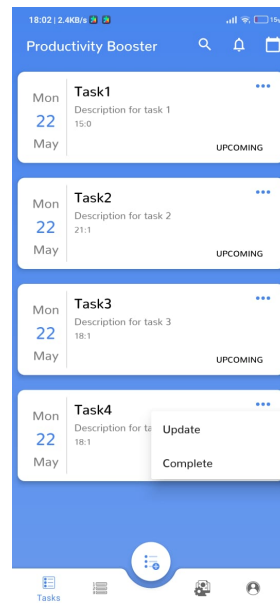 18:02 | 2.4KB/s
Productivity Booster
Mon
22
May
Task1
Description for task 1
15:0
UPCOMING
Mon
22
May
Task2
Description for task 2
21:1
UPCOMING
Mon
22
May
Task3
Description for task 3
18:1
UPCOMING
Mon
22
May
Task4
Description for ta
18:1
Update
Complete
Tasks